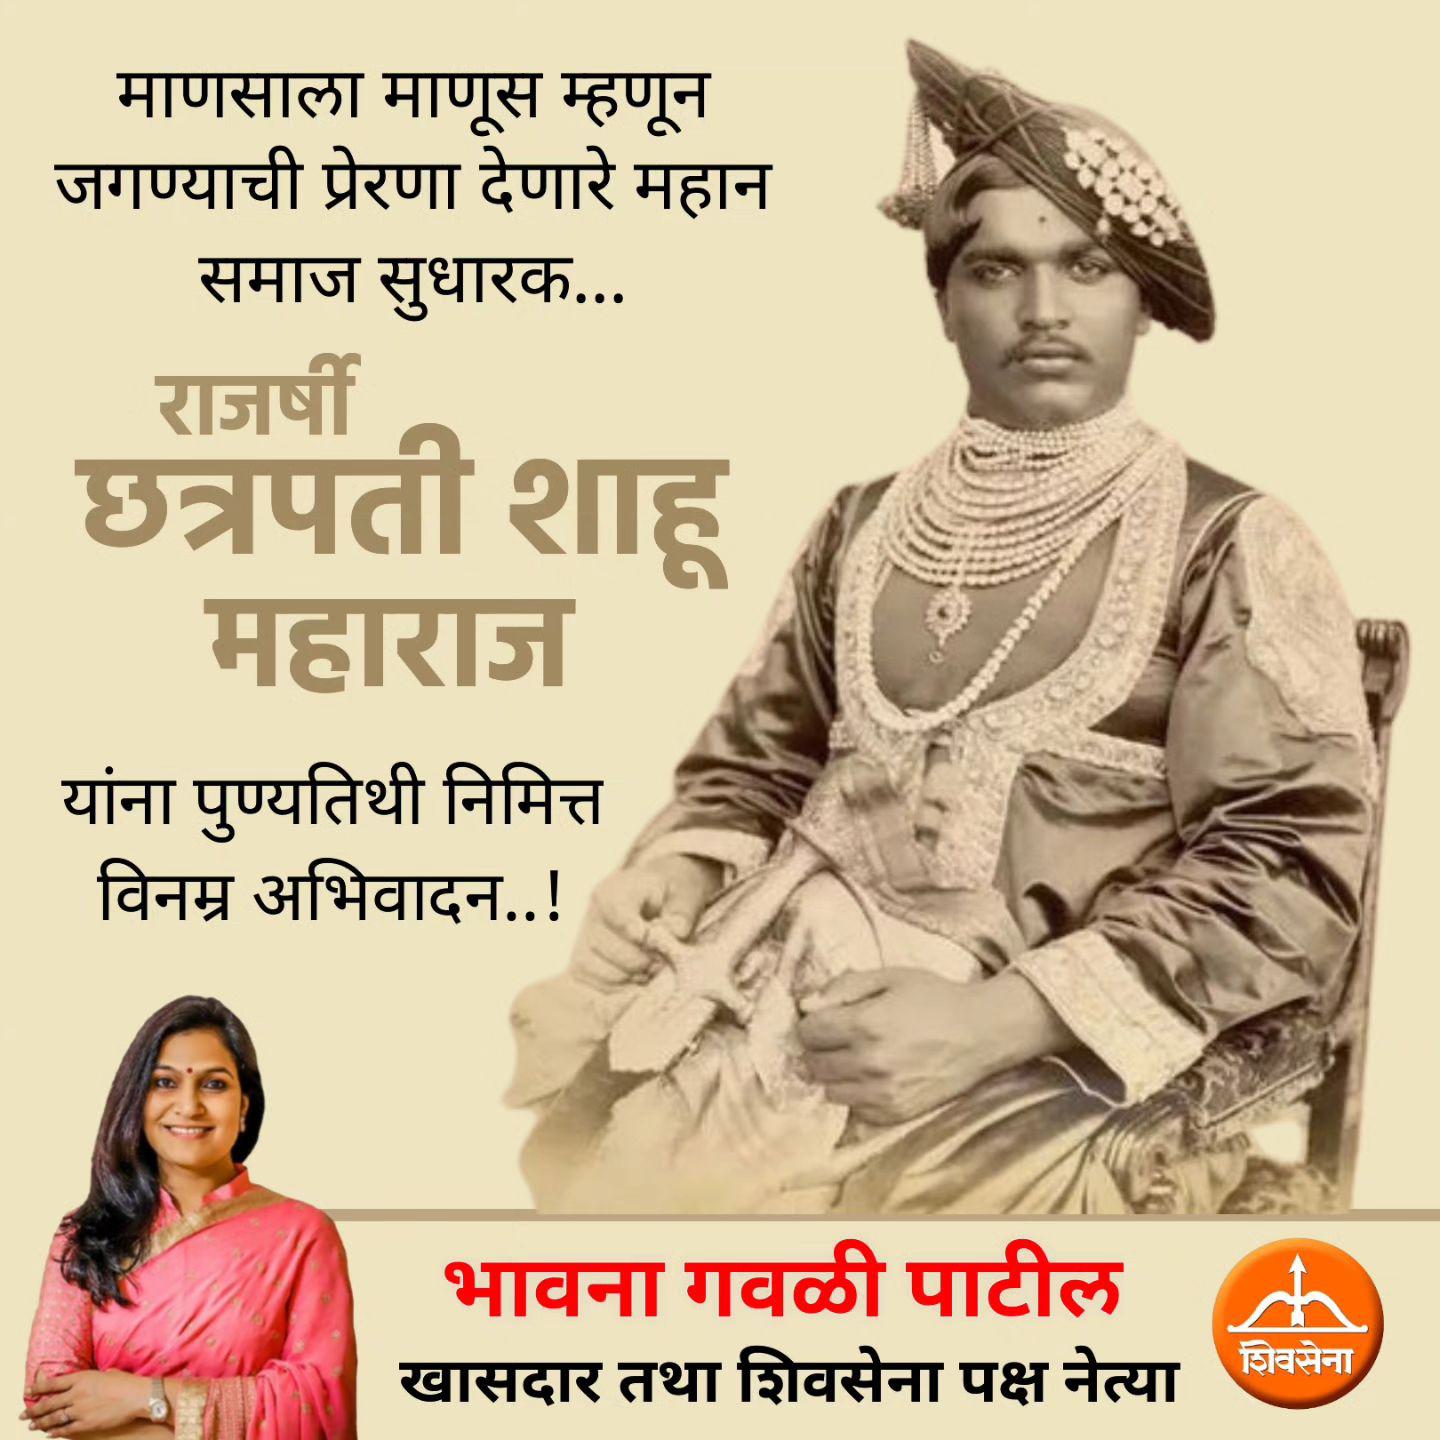 माणसाला माणूस म्हणून
जगण्याची प्रेरणा देणारे महान
समाज सुधारक...
राजर्षी
छत्रपती शाहू
महाराज
यांना पुण्यतिथी निमित्त
विनम्र अभिवादन..!
भावना गवळी पाटील
खासदार तथा शिवसेना पक्ष नेत्या
शिवसेना